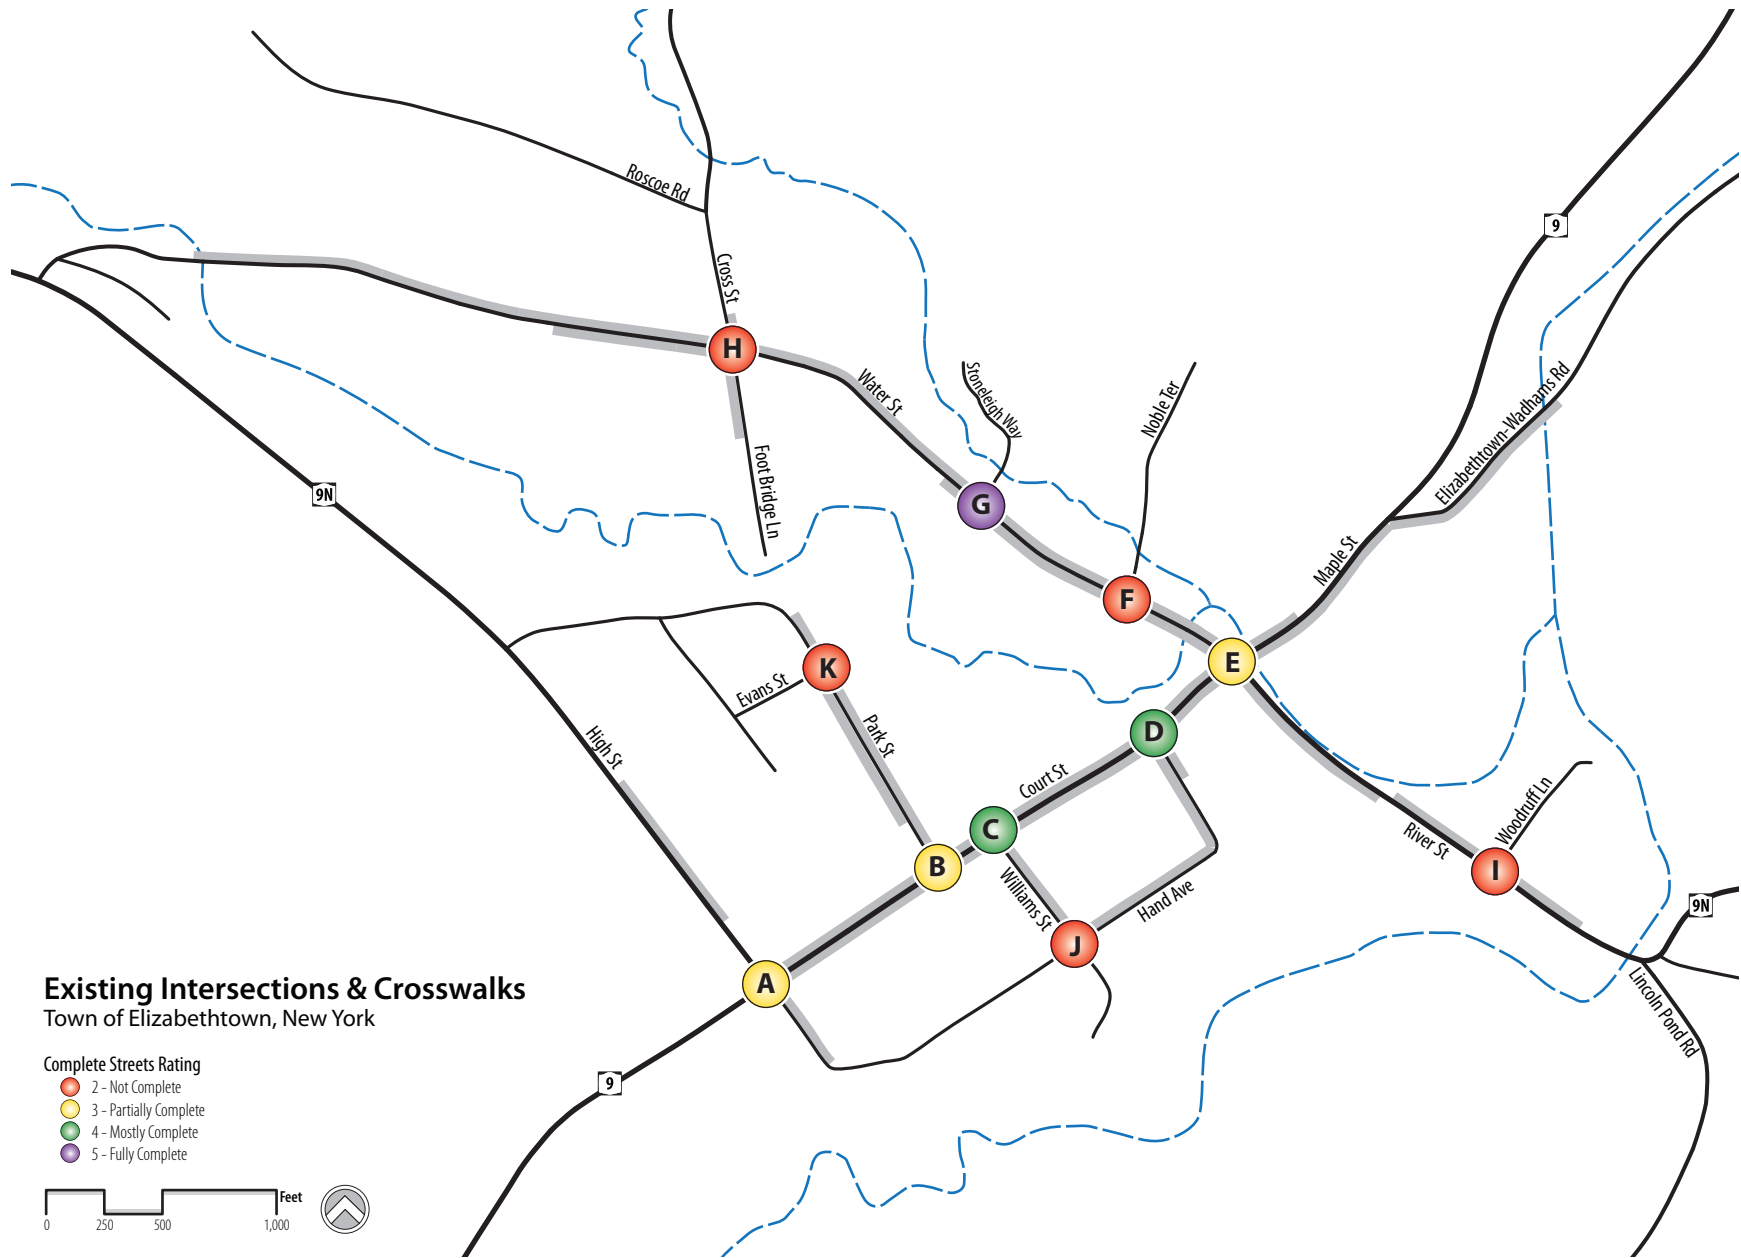 Roscoe Rd
9
Cross St
Water St
Stoneleigh Way
Noble Ter
Elizabethtown-Wadhams Rd
H
Foot Bridge Ln
9N
G
Maple St
F
E
K
Evans St
Park St
High St
D
Court St
Woodruff Ln
C
River St
B
I
Williams St
Hand Ave
9N
J
A
Lincoln Pond Rd
Existing Intersections & Crosswalks
Town of Elizabethtown, New York
Complete Streets Rating
2 - Not Complete
3 - Partially Complete
4 - Mostly Complete
5 - Fully Complete
9
Feet
0 250 500 1,000